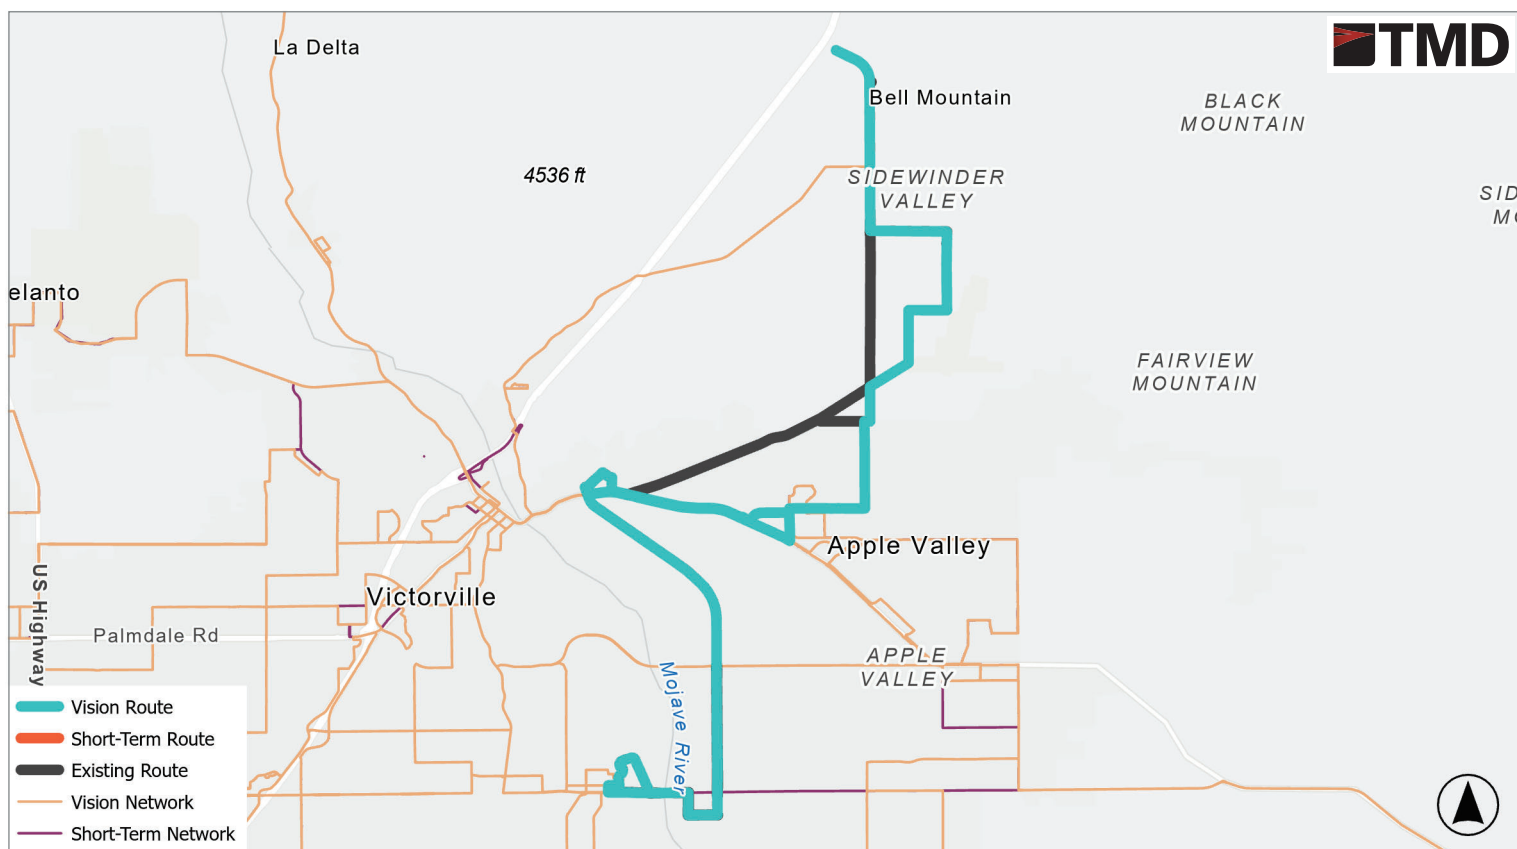 La Delta
TMD
Bell Mountain
BLACK
MOUNTAIN
4536 ft
SIDEWINDER
VALLEY
SID
MO
elanto
FAIRVIEW
MOUNTAIN
Apple Valley
US Highway
Victorville
Palmdale Rd
APPLE
VALLEY
Mojave River
Vision Route
Short-Term Route
Existing Route
Vision Network
Short-Term Network